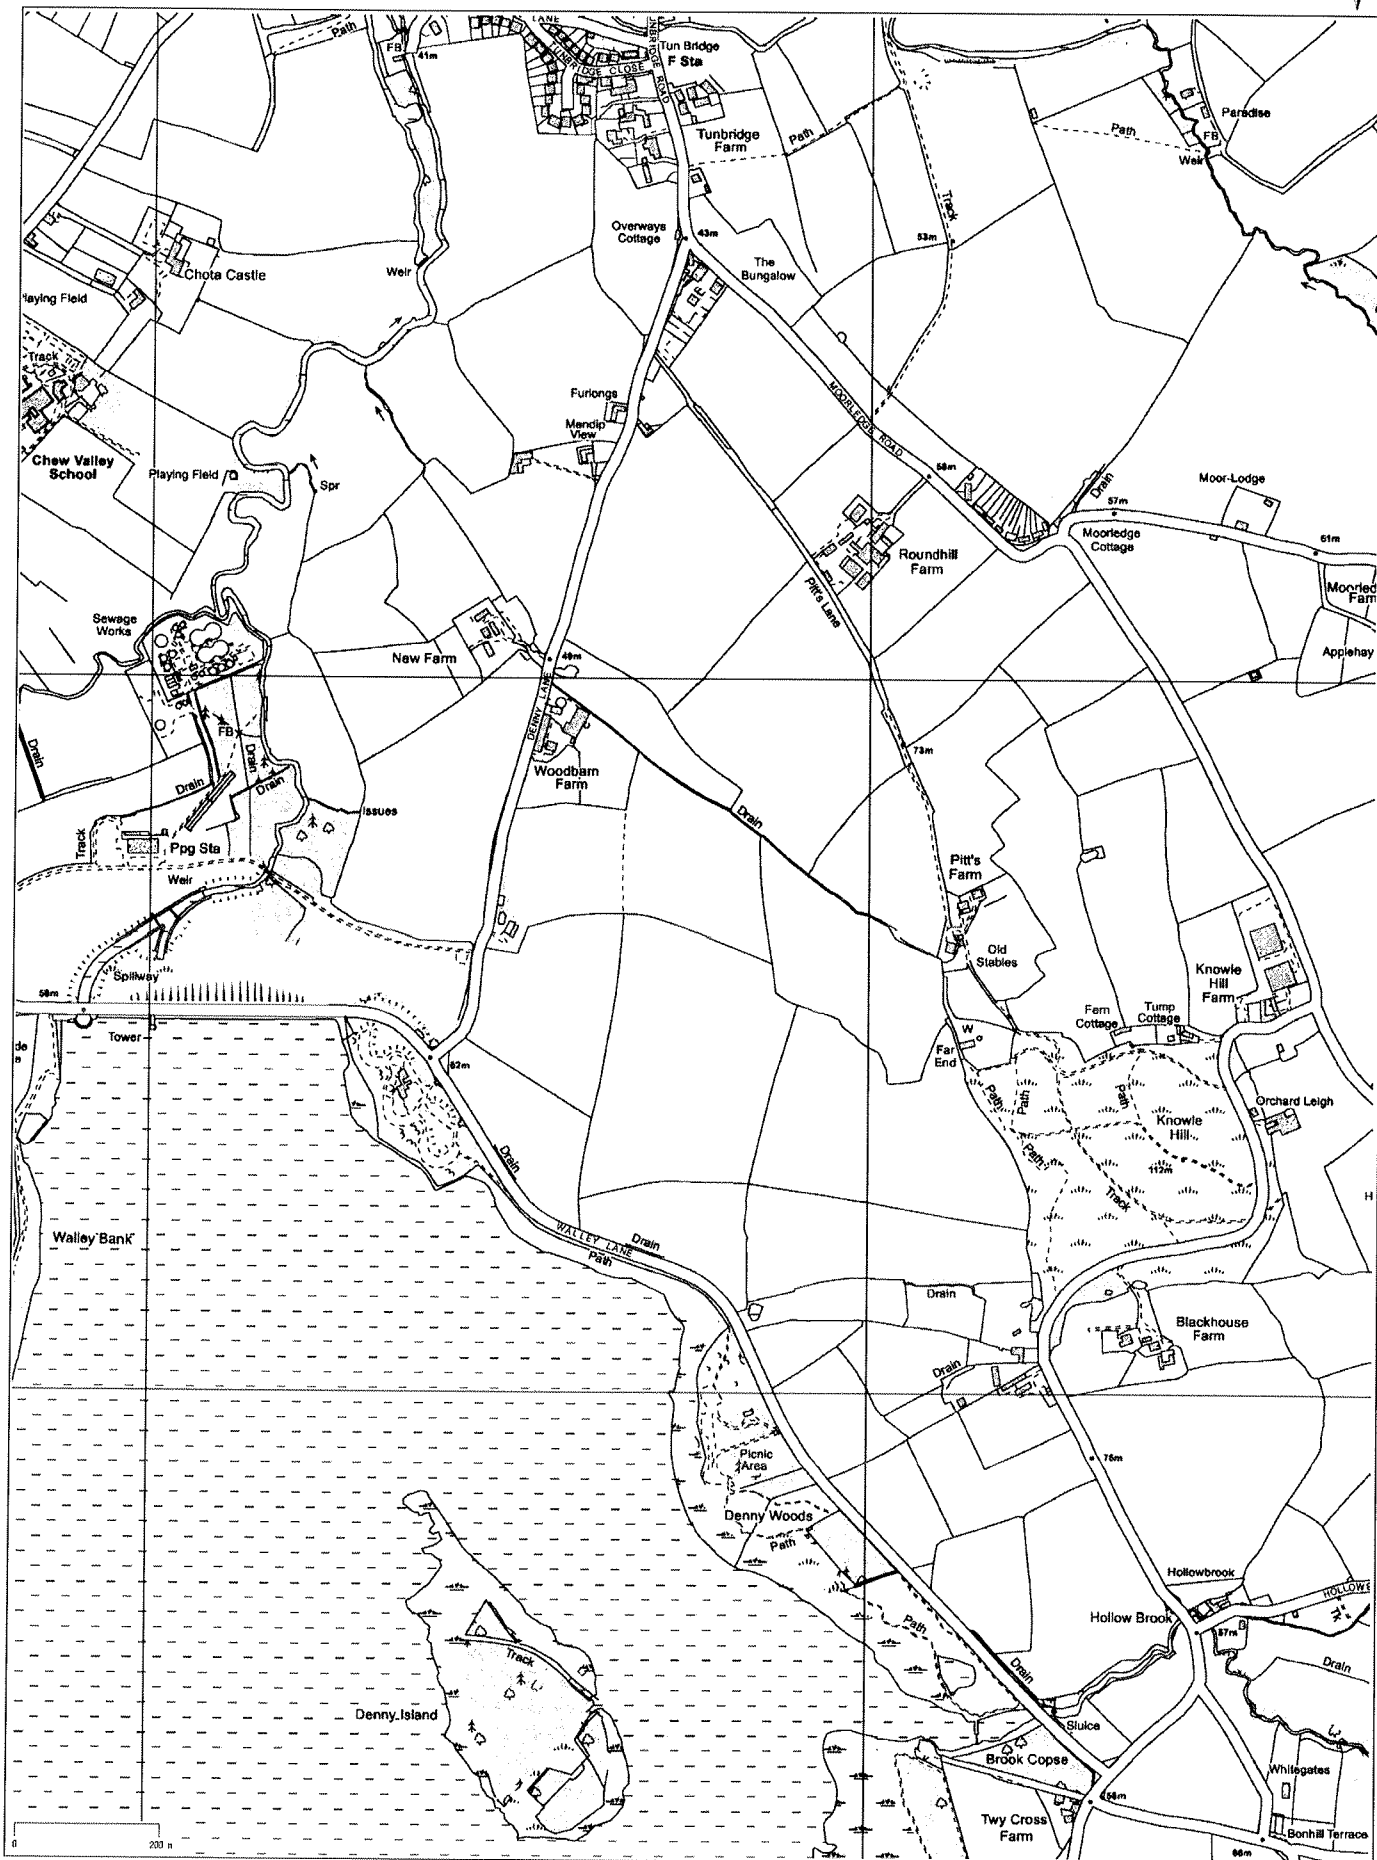 Path
FB
41m
LANE
TUNBRIDGE CLOSE
Tun Bridge
F Sta
Tunbridge
Farm
Path
Path
Paradise
FB
Weir
Track
53m
Overways
Cottage
43m
The
Bungalow
Chota Castle
Weir
laying Field
Track
Chew Valley
School
Playing Field
Spr
Furlongs
Mendip
View
MOORLEDGE ROAD
58m
Drain
Moor-Lodge
57m
Moorledge
Cottage
61m
Roundhill
Farm
Pitt's Lane
Moorled
Farm
Applehay
Sewage
Works
New Farm
49m
DENNY LANE
Woodbarn
Farm
Drain
FB
Drain
Drain
Drain
Issues
Track
Ppg Sta
Weir
73m
Drain
Pitt's
Farm
Old
Stables
Knowle
Hill
Farm
Spillway
58m
Tower
62m
W
Far
End
Fern
Cottage
Tump
Cottage
Path
Path
Path
Knowle
Hill
112m
Orchard Leigh
Path
Track
Drain
H
Walley Bank
WALLEY LANE
Drain
Path
Drain
Blackhouse
Farm
Drain
Picnic
Area
75m
Denny Woods
Path
Hollowbrook
HOLLOWB
Hollow Brook
57m
Path
Drain
Drain
Track
Denny Island
Sluice
Brook Copse
Whitegates
Twy Cross
Farm
Bonhill Terrace
66m
0
200 m